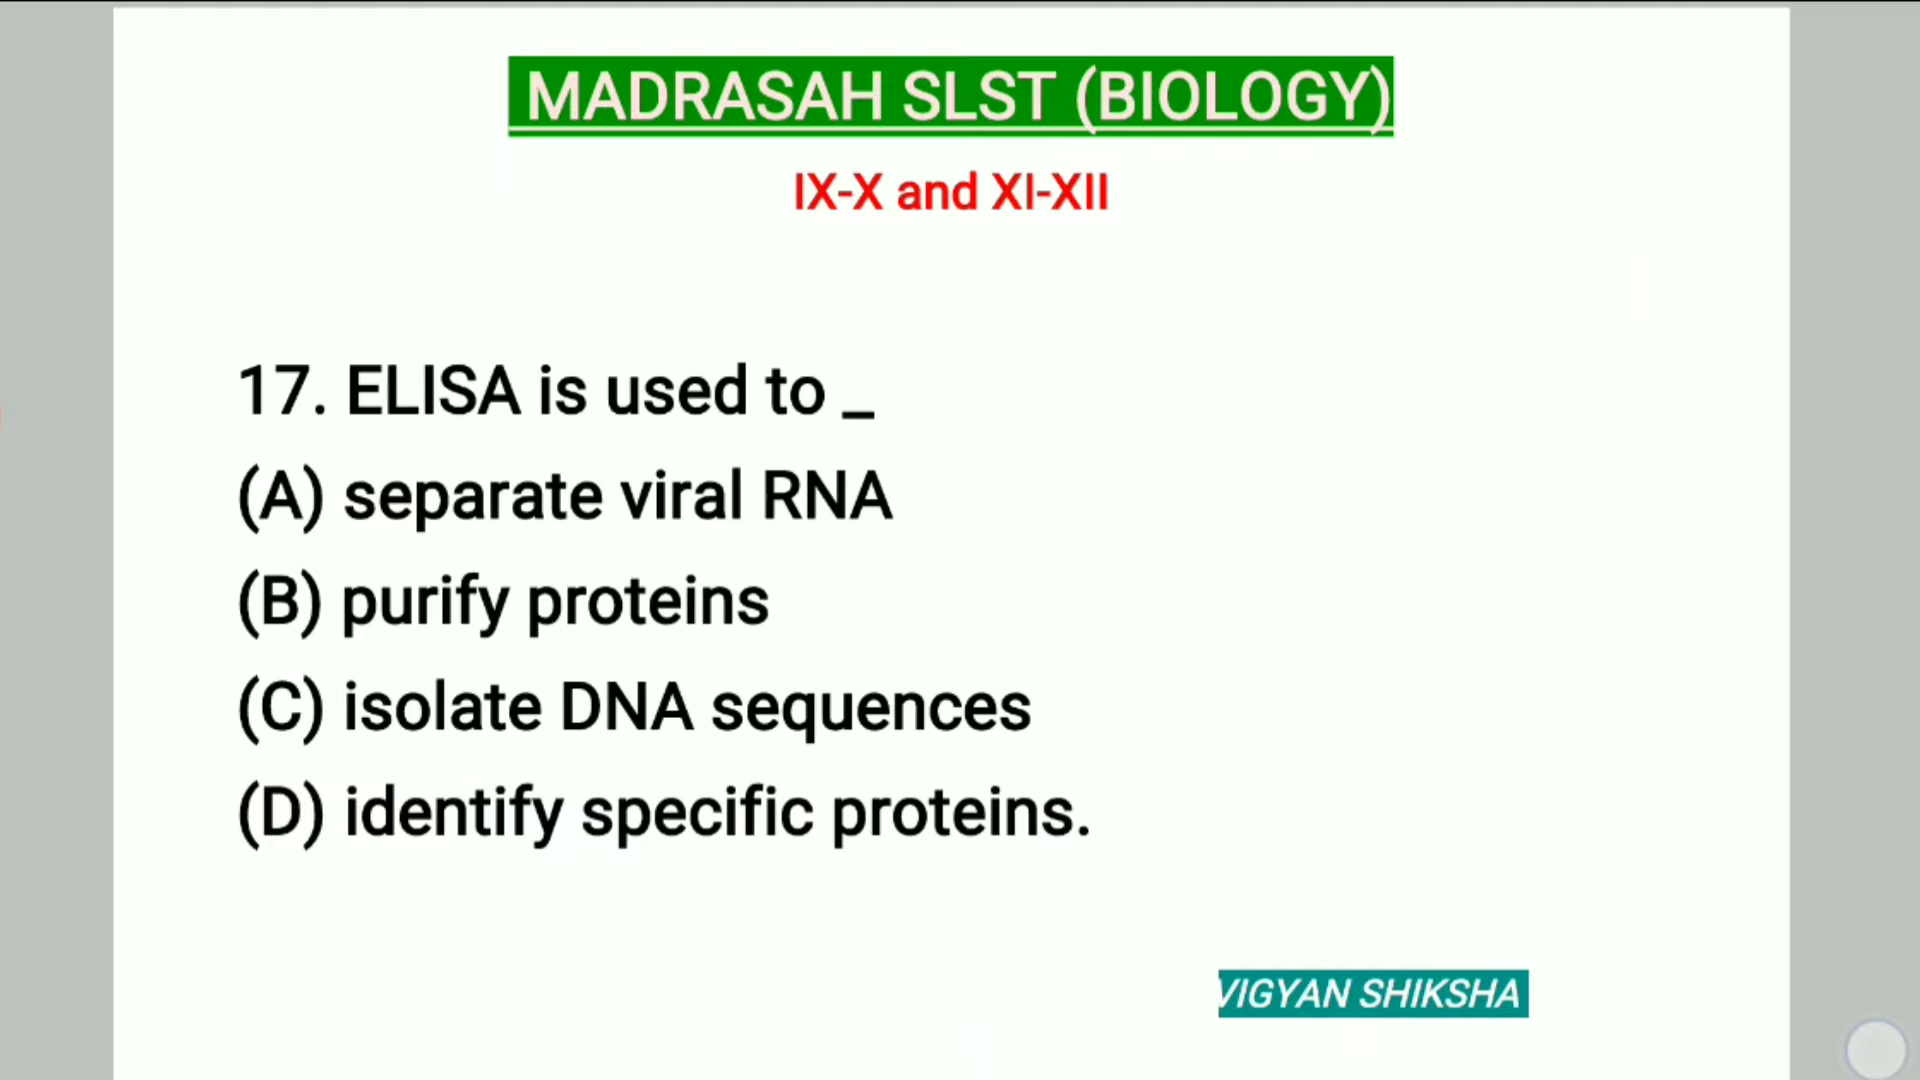 MADRASAH SLST (BIOLOGY)
IX-X and XI-XII
17. ELISA is used to _
(A) separate viral RNA
(B) purify proteins
(C) isolate DNA sequences
(D) identify specific proteins.
VIGYAN SHIKSHA